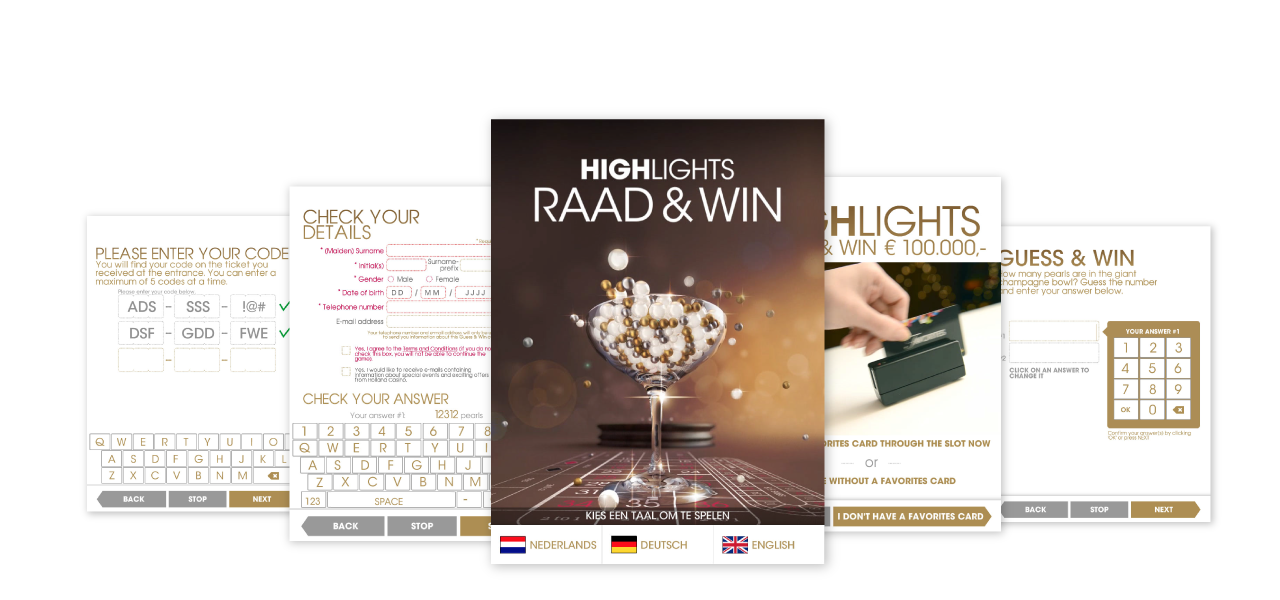 PLEASE ENTER YOUR CODE
You will find your code on the ticket you
received at the entrance. You can enter a
maximum of 5 codes at a time.
Please enter your code below.
ADS - SSS - !@#
DSF - GDD - FWE
Q W E R T Y U I O
A S D F G H J K L
Z X C V B N M
BACK STOP NEXT
CHECK YOUR
DETAILS
* (Maiden) Surname
* Initial(s) Surname-
prefix
* Gender Male Female
* Date of birth DD / MM / JJJJ
* Telephone number
E-mail address
Your telephone number and e-mail address will only be
to send you information about this Guess & Win
Yes, I agree to the Terms and Conditions (if you do no
check this box, you will not be able to continue the
game).
Yes, I would like to receive e-mails containing
information about special events and exciting offers
from Holland Casino.
CHECK YOUR ANSWER
Your answer #1: 12312 pearls
1 2 3 4 5 6 7 8
Q W E R T Y U I
A S D F G H J
Z X C V B N M
123 SPACE -
BACK STOP
HIGHLIGHTS
RAAD & WIN
KIES EEN TAAL OM TE SPELEN
NEDERLANDS DEUTSCH ENGLISH
GHLIGHTS
& WIN € 100.000,-
ORITES CARD THROUGH THE SLOT NOW
or
WITHOUT A FAVORITES CARD
I DON'T HAVE A FAVORITES CARD
GUESS & WIN
ow many pearls are in the giant
hampagne bowl? Guess the number
nd enter your answer below.
CLICK ON AN ANSWER TO
CHANGE IT
YOUR ANSWER #1
1 2 3
4 5 6
7 8 9
OK 0
Confirm your answer(s) by clicking
'OK' or press NEXT
BACK STOP NEXT